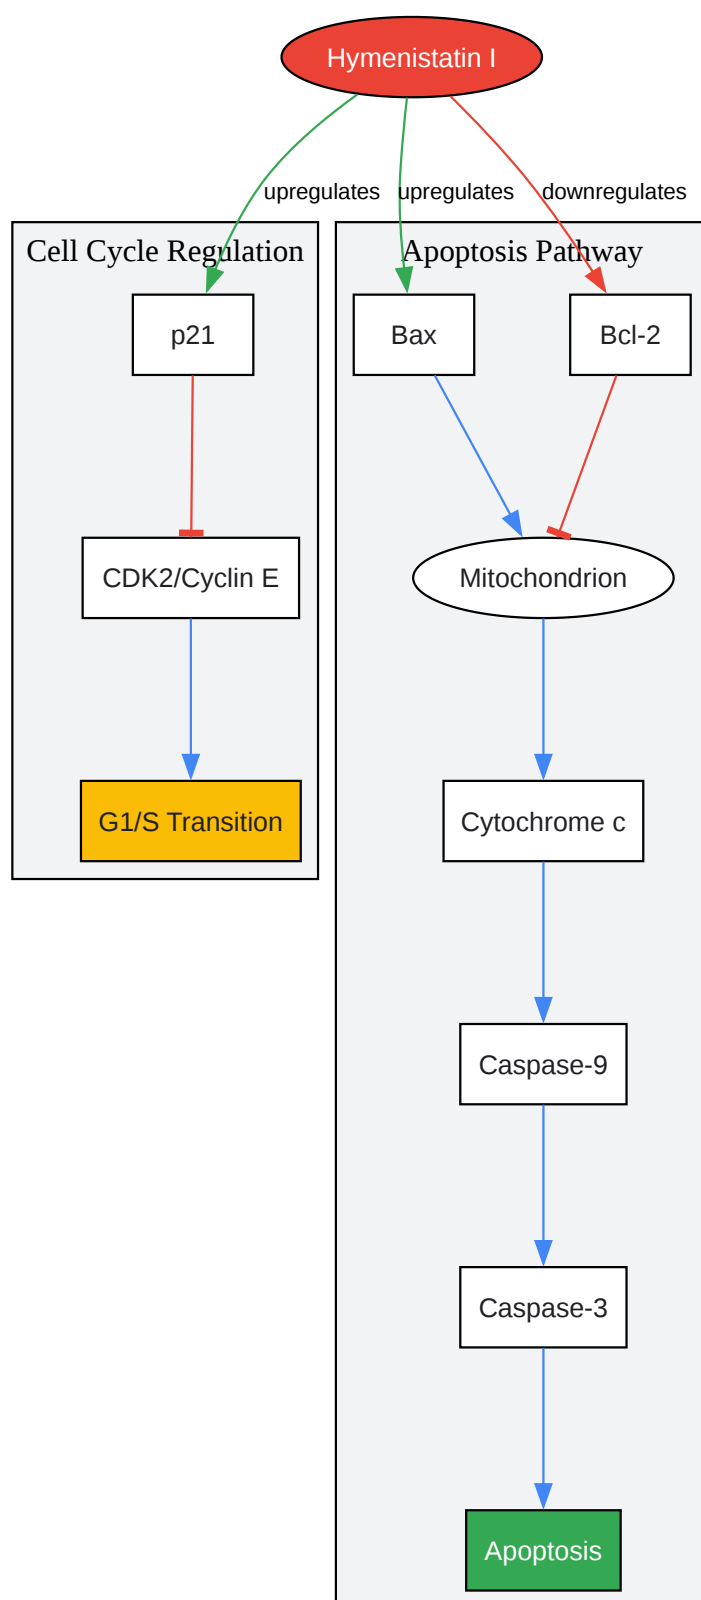 Hymenistatin I
upregulates
upregulates
downregulates
Cell Cycle Regulation
Apoptosis Pathway
p21
Bax
Bcl-2
CDK2/Cyclin E
Mitochondrion
G1/S Transition
Cytochrome c
Caspase-9
Caspase-3
Apoptosis